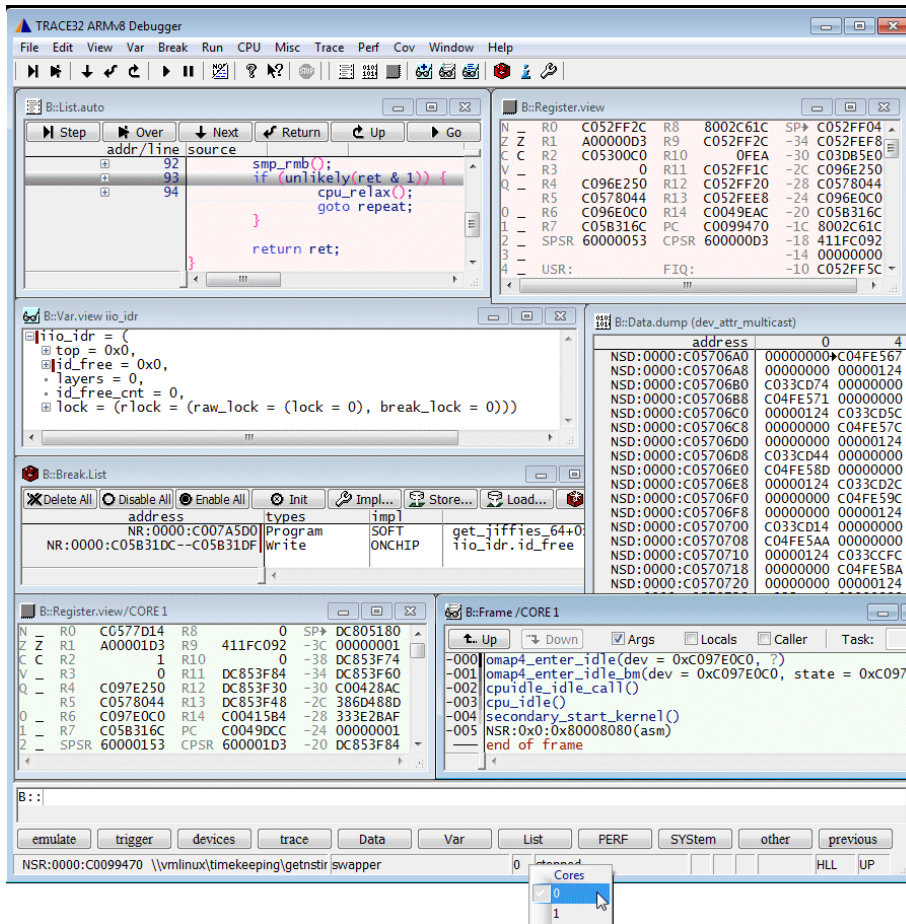 TRACE32 ARMv8 Debugger
File Edit View Var Break Run CPU Misc Trace Perf Cov Window Help
B::List.auto
Step Over Next Return Up Go
addr/line source
92 smp_rmb();
93 if (unlikely(ret & 1)) {
94 cpu_relax();
goto repeat;
}
return ret;
}
B::Register.view
N _ R0 C052FF2C R8 8002C61C SP C052FF04
Z Z R1 A00000D3 R9 C052FF2C -34 C052FEF8
C C R2 C05300C0 R10 0FEA -30 C03DB5E0
V _ R3 0 R11 C052FF1C -2C C096E250
Q _ R4 C096E250 R12 C052FF20 -28 C0578044
R5 C0578044 R13 C052FEE8 -24 C096E0C0
0 _ R6 C096E0C0 R14 C0049EAC -20 C05B316C
1 _ R7 C05B316C PC C0099470 -1C 8002C61C
2 _ SPSR 60000053 CPSR 600000D3 -18 411FC092
3 _ -14 00000000
4 _ USR: FIQ: -10 C052FF5C
B::Var.view iio_idr
iio_idr = (
top = 0x0,
id_free = 0x0,
layers = 0,
id_free_cnt = 0,
lock = (rlock = (raw_lock = (lock = 0), break_lock = 0)))
B::Data.dump (dev_attr_multicast)
address 0 4
NSD:0000:C05706A0 00000000 C04FE567
NSD:0000:C05706A8 00000000 00000124
NSD:0000:C05706B0 C033CD74 00000000
NSD:0000:C05706B8 C04FE571 00000000
NSD:0000:C05706C0 00000124 C033CD5C
NSD:0000:C05706C8 00000000 C04FE57C
NSD:0000:C05706D0 00000000 00000124
NSD:0000:C05706D8 C033CD44 00000000
NSD:0000:C05706E0 C04FE58D 00000000
NSD:0000:C05706E8 00000124 C033CD2C
NSD:0000:C05706F0 00000000 C04FE59C
NSD:0000:C05706F8 00000000 00000124
NSD:0000:C0570700 C033CD14 00000000
NSD:0000:C0570708 C04FE5AA 00000000
NSD:0000:C0570710 00000124 C033CCFC
NSD:0000:C0570718 00000000 C04FE5BA
NSD:0000:C0570720 00000000 00000124
B::Break.List
Delete All Disable All Enable All Init Impl... Store... Load...
address types impl
NR:0000:C007A5D0 Program SOFT get_jiffies_64+0
NR:0000:C05B31DC--C05B31DF Write ONCHIP iio_idr.id_free
B::Register.view/CORE 1
N _ R0 C0577D14 R8 0 SP DC805180
Z Z R1 A00001D3 R9 411FC092 -3C 00000001
C C R2 1 R10 0 -38 DC853F74
V _ R3 0 R11 DC853F84 -34 DC853F60
Q _ R4 C097E250 R12 DC853F30 -30 C00428AC
R5 C0578044 R13 DC853F48 -2C 386D488D
0 _ R6 C097E0C0 R14 C00415B4 -28 333E2BAF
1 _ R7 C05B316C PC C0049DCC -24 00000001
2 _ SPSR 60000153 CPSR 600001D3 -20 DC853F84
B::Frame /CORE 1
Up Down Args Locals Caller Task:
-000 omap4_enter_idle(dev = 0xC097E0C0, ?)
-001 omap4_enter_idle_bm(dev = 0xC097E0C0, state = 0xC097
-002 cpuidle_idle_call()
-003 cpu_idle()
-004 secondary_start_kernel()
-005 NSR:0x0:0x80008080(asm)
end of frame
B::
emulate trigger devices trace Data Var List PERF SYStem other previous
NSR:0000:C0099470 \\vmlinux\timekeeping\getnstir swapper 0 stopped HLL UP
Cores
0
1